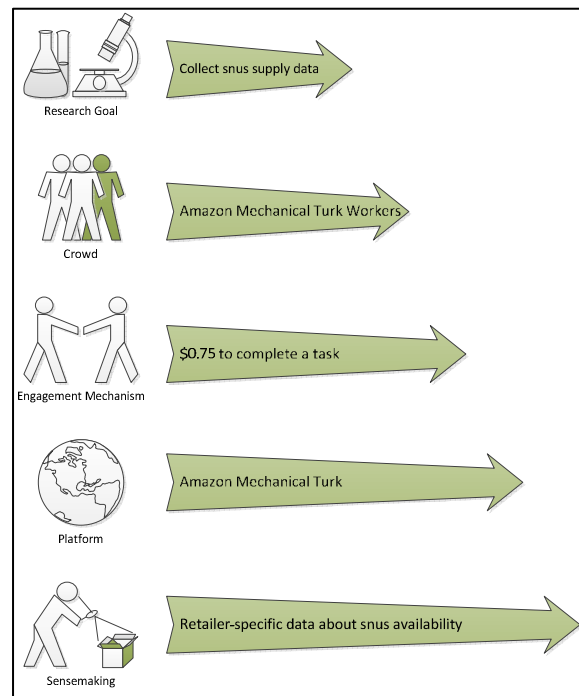 Collect snus supply data
Research Goal
Amazon Mechanical Turk Workers
Crowd
$0.75 to complete a task
Engagement Mechanism
Amazon Mechanical Turk
Platform
Retailer-specific data about snus availability
Sensemaking